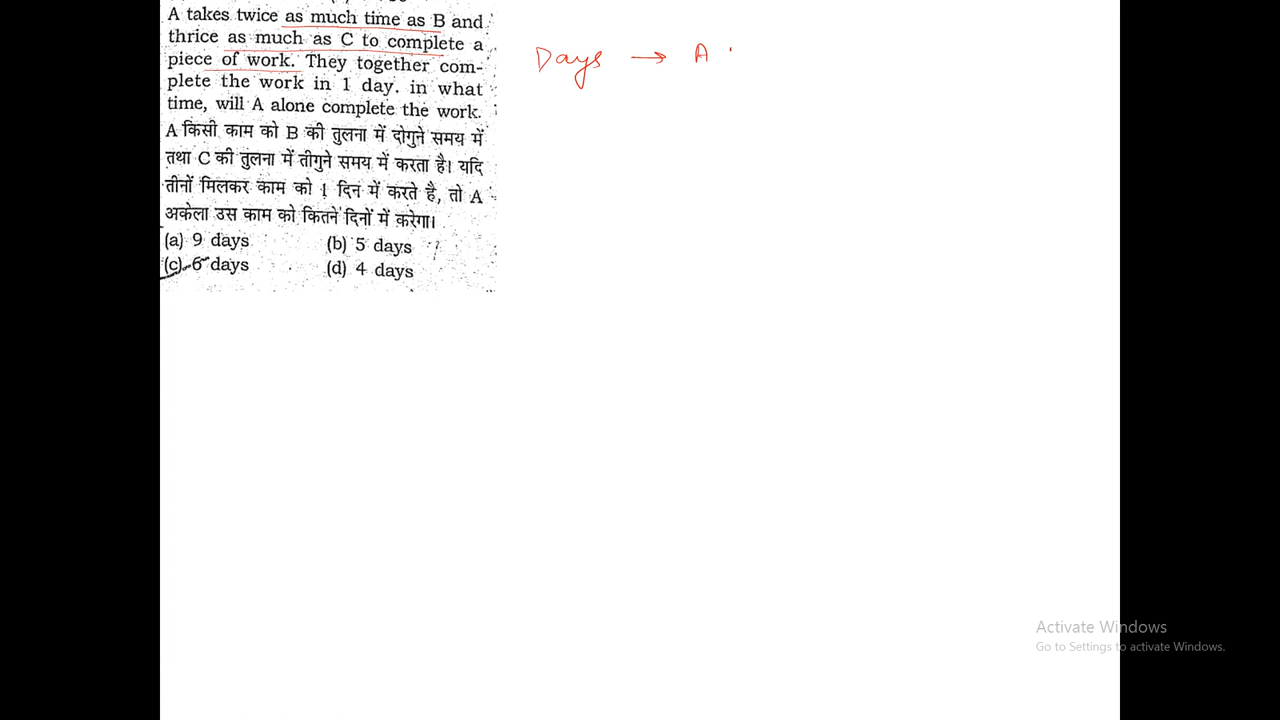 A takes twice as much time as B and
thrice as much as C to complete a
piece of work. They together com-
plete the work in 1 day. in what
time, will A alone complete the work.
A किसी काम को B की तुलना में दोगुने समय में
तथा C की तुलना में तीगुने समय में करता है। यदि
तीनों मिलकर काम को 1 दिन में करते है, तो A
अकेला उस काम को कितने दिनों में करेगा।
(a) 9 days (b) 5 days
(c) 6 days (d) 4 days
Days → A
Activate Windows
Go to Settings to activate Windows.